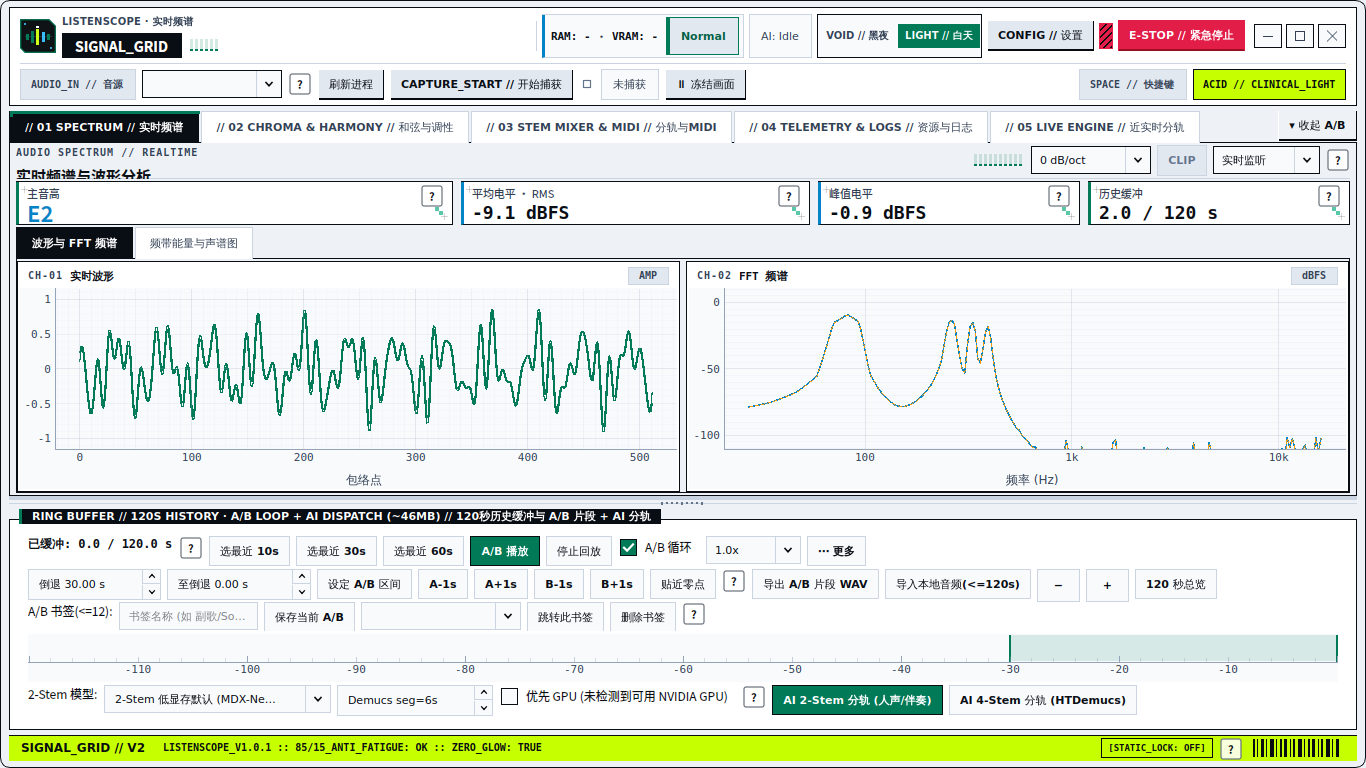 LISTENSCOPE · 实时频谱
SIGNAL_GRID
RAM: - · VRAM: -
Normal
AI: Idle
VOID // 黑夜
LIGHT // 白天
CONFIG // 设置
E-STOP // 紧急停止
AUDIO_IN // 音源
?
刷新进程
CAPTURE_START // 开始捕获
未捕获
⏸ 冻结画面
SPACE // 快捷键
ACID // CLINICAL_LIGHT
// 01 SPECTRUM // 实时频谱
// 02 CHROMA & HARMONY // 和弦与调性
// 03 STEM MIXER & MIDI // 分轨与MIDI
// 04 TELEMETRY & LOGS // 资源与日志
// 05 LIVE ENGINE // 近实时分轨
▾ 收起 A/B
AUDIO SPECTRUM // REALTIME
实时频谱与波形分析
0 dB/oct
CLIP
实时监听
?
主音高
?
E2
平均电平 · RMS
?
-9.1 dBFS
峰值电平
?
-0.9 dBFS
历史缓冲
?
2.0 / 120 s
波形与 FFT 频谱
频带能量与声谱图
CH-01 实时波形
AMP
1
0.5
0
-0.5
-1
0 100 200 300 400 500
包络点
CH-02 FFT 频谱
dBFS
0
-50
-100
100 1k 10k
频率 (Hz)
RING BUFFER // 120S HISTORY · A/B LOOP + AI DISPATCH (~46MB) // 120秒历史缓冲与 A/B 片段 + AI 分轨
已缓冲: 0.0 / 120.0 s
?
选最近 10s
选最近 30s
选最近 60s
A/B 播放
停止回放
A/B 循环
1.0x
··· 更多
倒退 30.00 s
至倒退 0.00 s
设定 A/B 区间
A-1s
A+1s
B-1s
B+1s
贴近零点
?
导出 A/B 片段 WAV
导入本地音频(<=120s)
−
+
120 秒总览
A/B 书签(<=12):
书签名称 (如 副歌/So…
保存当前 A/B
跳转此书签
删除书签
?
-110 -100 -90 -80 -70 -60 -50 -40 -30 -20 -10
2-Stem 模型:
2-Stem 低显存默认 (MDX-Ne…
Demucs seg=6s
优先 GPU (未检测到可用 NVIDIA GPU)
?
AI 2-Stem 分轨 (人声/伴奏)
AI 4-Stem 分轨 (HTDemucs)
SIGNAL_GRID // V2
LISTENSCOPE_V1.0.1 :: 85/15_ANTI_FATIGUE: OK :: ZERO_GLOW: TRUE
[STATIC_LOCK: OFF]
?